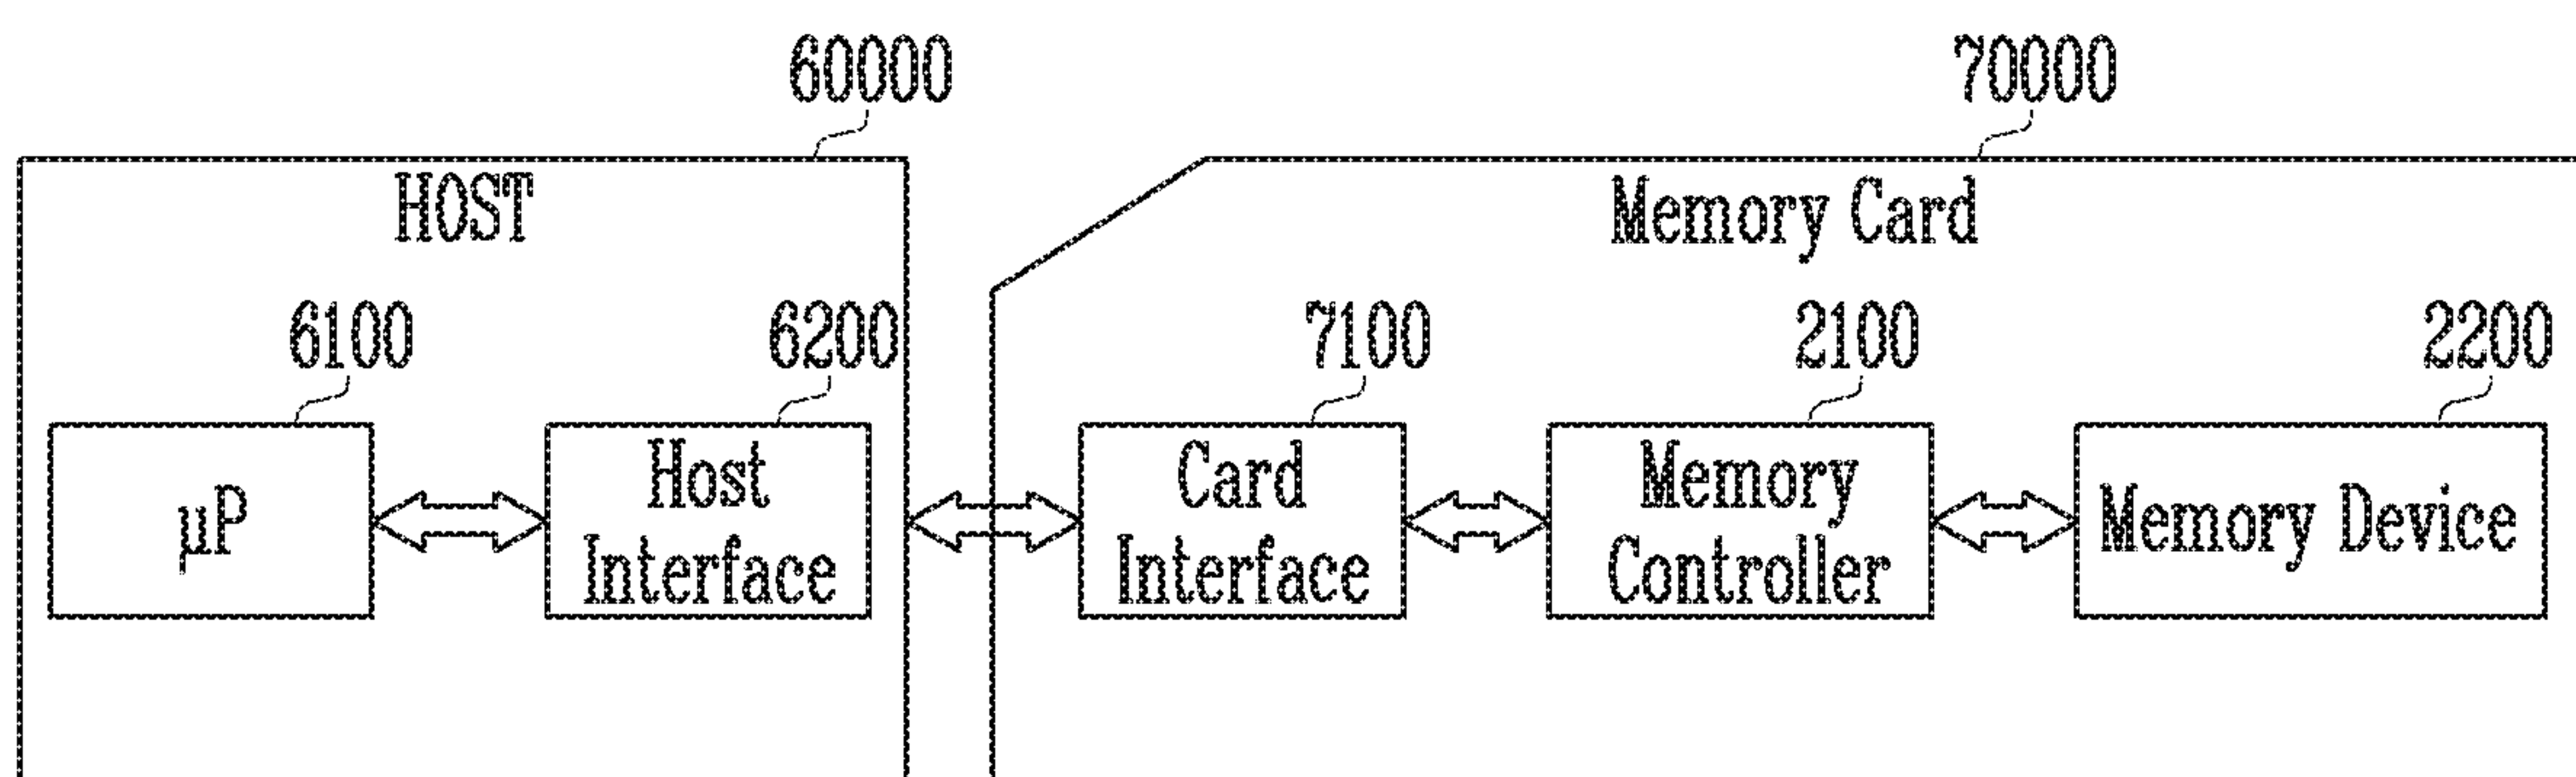 60000
70000
HOST
Memory Card
6100
6200
7100
2100
2200
μP
Host
Interface
Card
Interface
Memory
Controller
Memory Device